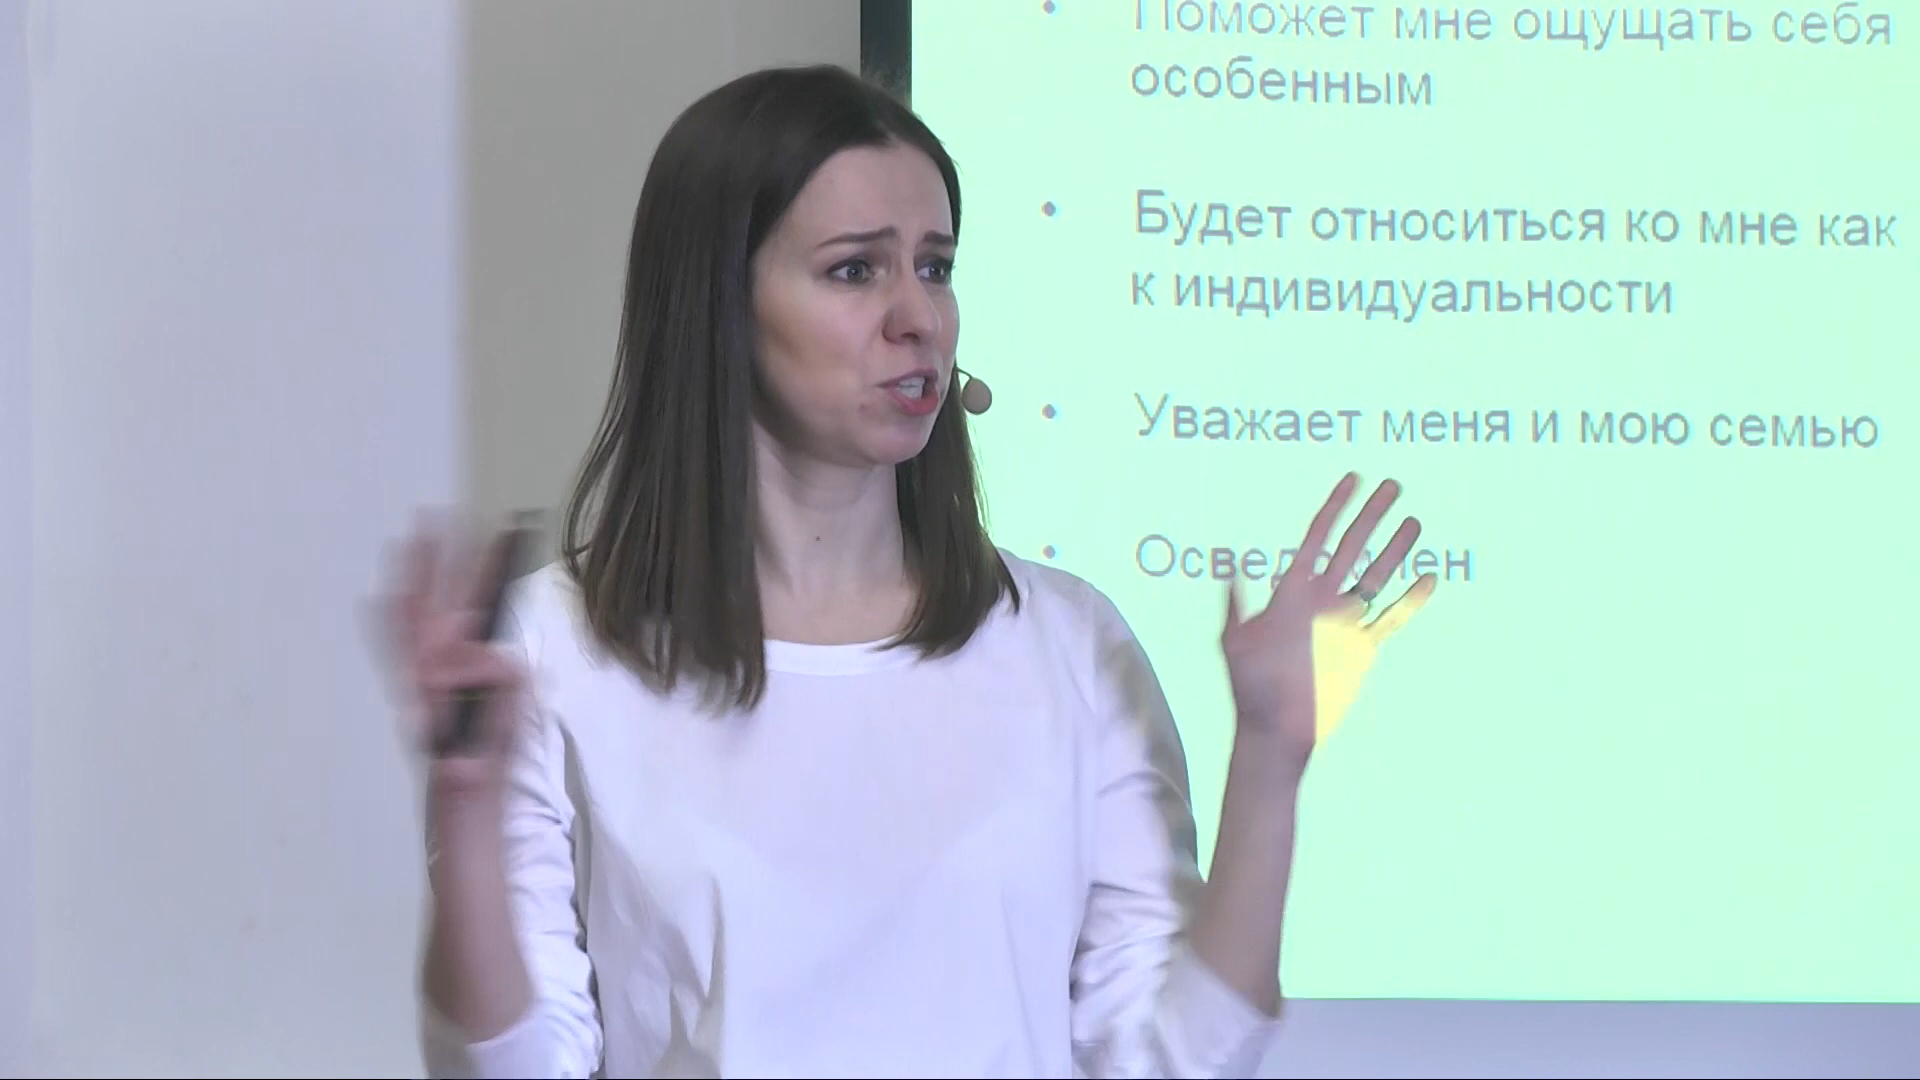 Поможет мне ощущать себя
особенным
Будет относиться ко мне как
к индивидуальности
Уважает меня и мою семью